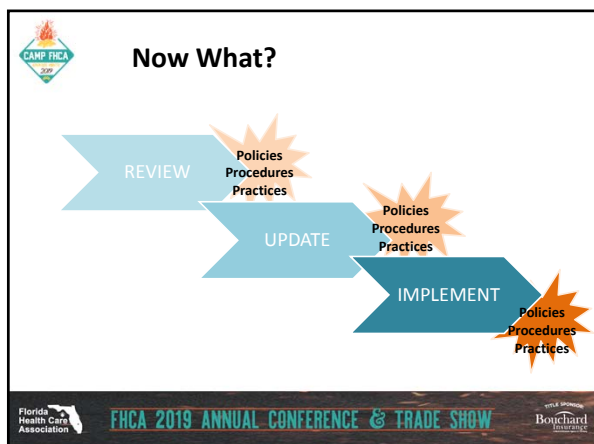 CAMP FHCA
2019
Now What?
REVIEW
Policies
Procedures
Practices
UPDATE
Policies
Procedures
Practices
IMPLEMENT
Policies
Procedures
Practices
Florida
Health Care
Association
FHCA 2019 ANNUAL CONFERENCE & TRADE SHOW
TITLE SPONSOR
Bouchard
Insurance